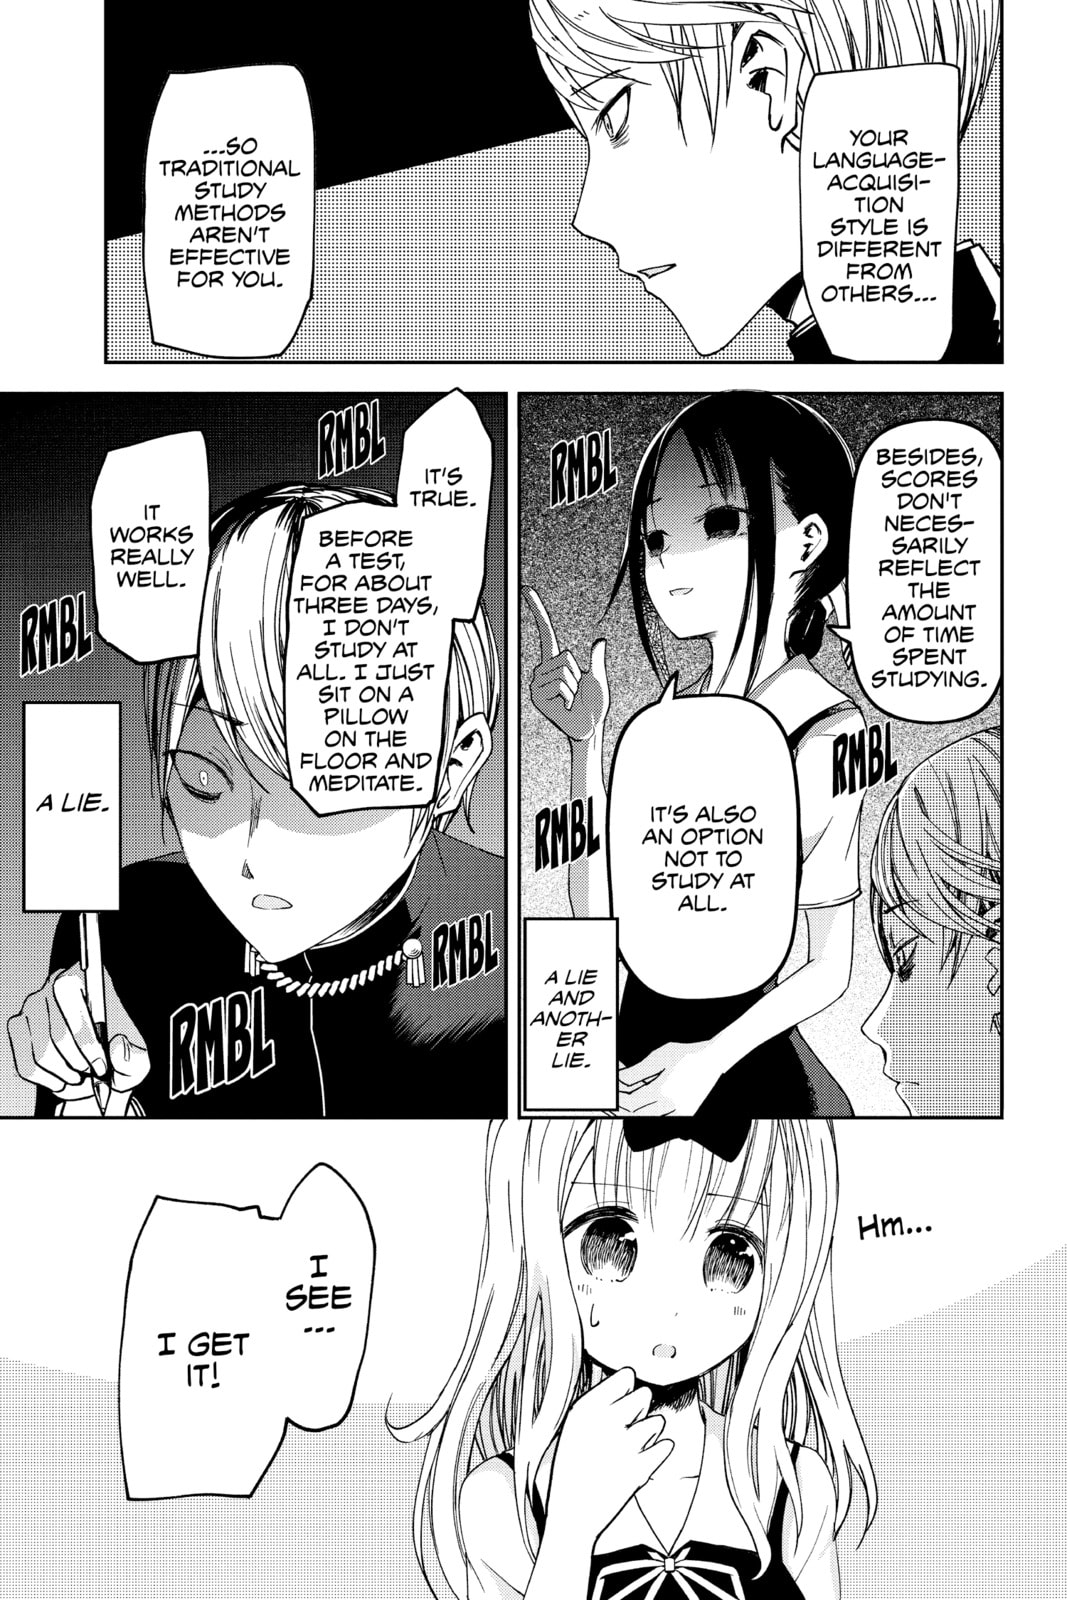 YOUR
LANGUAGE-
ACQUISI-
TION
STYLE IS
DIFFERENT
FROM
OTHERS...
...SO
TRADITIONAL
STUDY
METHODS
AREN'T
EFFECTIVE
FOR YOU.
BESIDES,
SCORES
DON'T
NECES-
SARILY
REFLECT
THE
AMOUNT
OF TIME
SPENT
STUDYING.
RMBL
RMBL
IT'S ALSO
AN OPTION
NOT TO
STUDY AT
ALL.
RMBL
A LIE
AND
ANOTH-
ER
LIE.
IT'S
TRUE.
RMBL
BEFORE
A TEST,
FOR ABOUT
THREE DAYS,
I DON'T
STUDY AT
ALL. I JUST
SIT ON A
PILLOW
ON THE
FLOOR AND
MEDITATE.
IT
WORKS
REALLY
WELL.
RMBL
A LIE.
RMBL
RMBL
Hm...
I
SEE
...
I GET
IT!